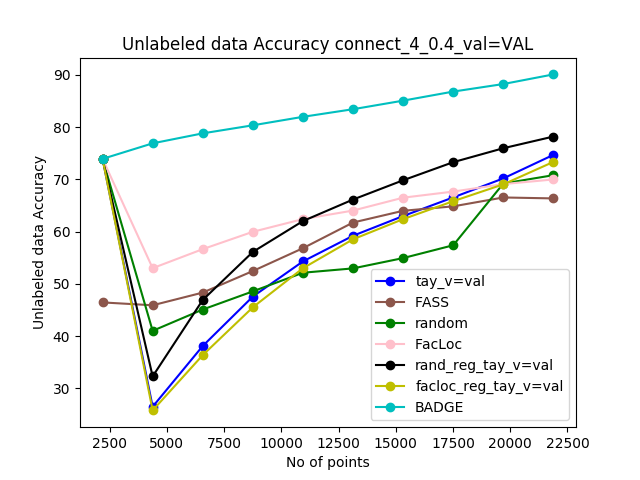 Unlabeled data Accuracy connect_4_0.4_val=VAL
Unlabeled data Accuracy
90
80
70
60
50
40
30
tay_v=val
FASS
random
FacLoc
rand_reg_tay_v=val
facloc_reg_tay_v=val
BADGE
2500 5000 7500 10000 12500 15000 17500 20000 22500
No of points